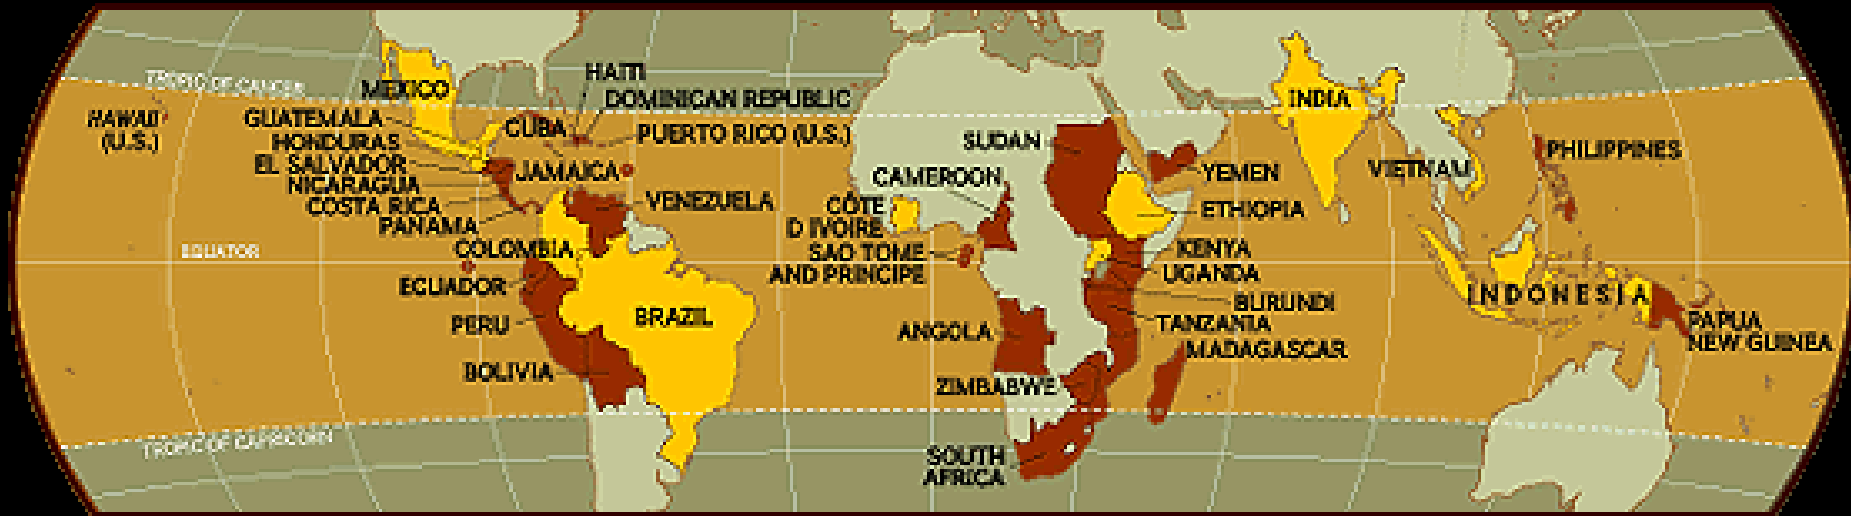 HAITI
TROPIC OF CANCER
MEXICO
DOMINICAN REPUBLIC
INDIA
HAWAII
(U.S.)
GUATEMALA
CUBA
PUERTO RICO (U.S.)
HONDURAS
SUDAN
PHILIPPINES
EL SALVADOR
JAMAICA
YEMEN
VIETNAM
NICARAGUA
CAMEROON
COSTA RICA
VENEZUELA
CÔTE
D IVOIRE
ETHIOPIA
PANAMA
EQUATOR
COLOMBIA
SAO TOME
AND PRINCIPE
KENYA
UGANDA
ECUADOR
BURUNDI
INDONESIA
PERU
BRAZIL
ANGOLA
TANZANIA
PAPUA
NEW GUINEA
MADAGASCAR
BOLIVIA
ZIMBABWE
TROPIC OF CAPRICORN
SOUTH
AFRICA